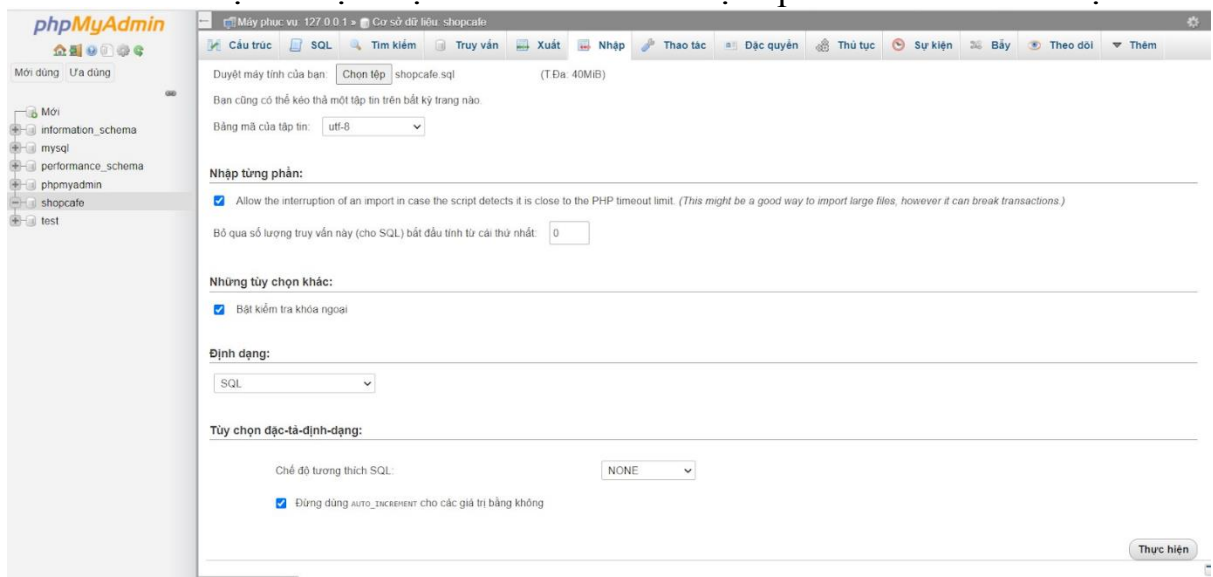 phpMyAdmin
Mới dùng Ưa dùng
Mới
information_schema
mysql
performance_schema
phpmyadmin
shopcafe
test
Máy phục vụ: 127.0.0.1 » Cơ sở dữ liệu: shopcafe
Cấu trúc SQL Tìm kiếm Truy vấn Xuất Nhập Thao tác Đặc quyền Thủ tục Sự kiện Bẫy Theo dõi Thêm
Duyệt máy tính của bạn: Chọn tệp shopcafe.sql (T.Đa: 40MiB)
Bạn cũng có thể kéo thả một tập tin trên bất kỳ trang nào.
Bảng mã của tập tin: utf-8
Nhập từng phần:
Allow the interruption of an import in case the script detects it is close to the PHP timeout limit. (This might be a good way to import large files, however it can break transactions.)
Bỏ qua số lượng truy vấn này (cho SQL) bắt đầu tính từ cái thứ nhất: 0
Những tùy chọn khác:
Bật kiểm tra khóa ngoại
Định dạng:
SQL
Tùy chọn đặc-tả-định-dạng:
Chế độ tương thích SQL: NONE
Đừng dùng AUTO_INCREMENT cho các giá trị bằng không
Thực hiện